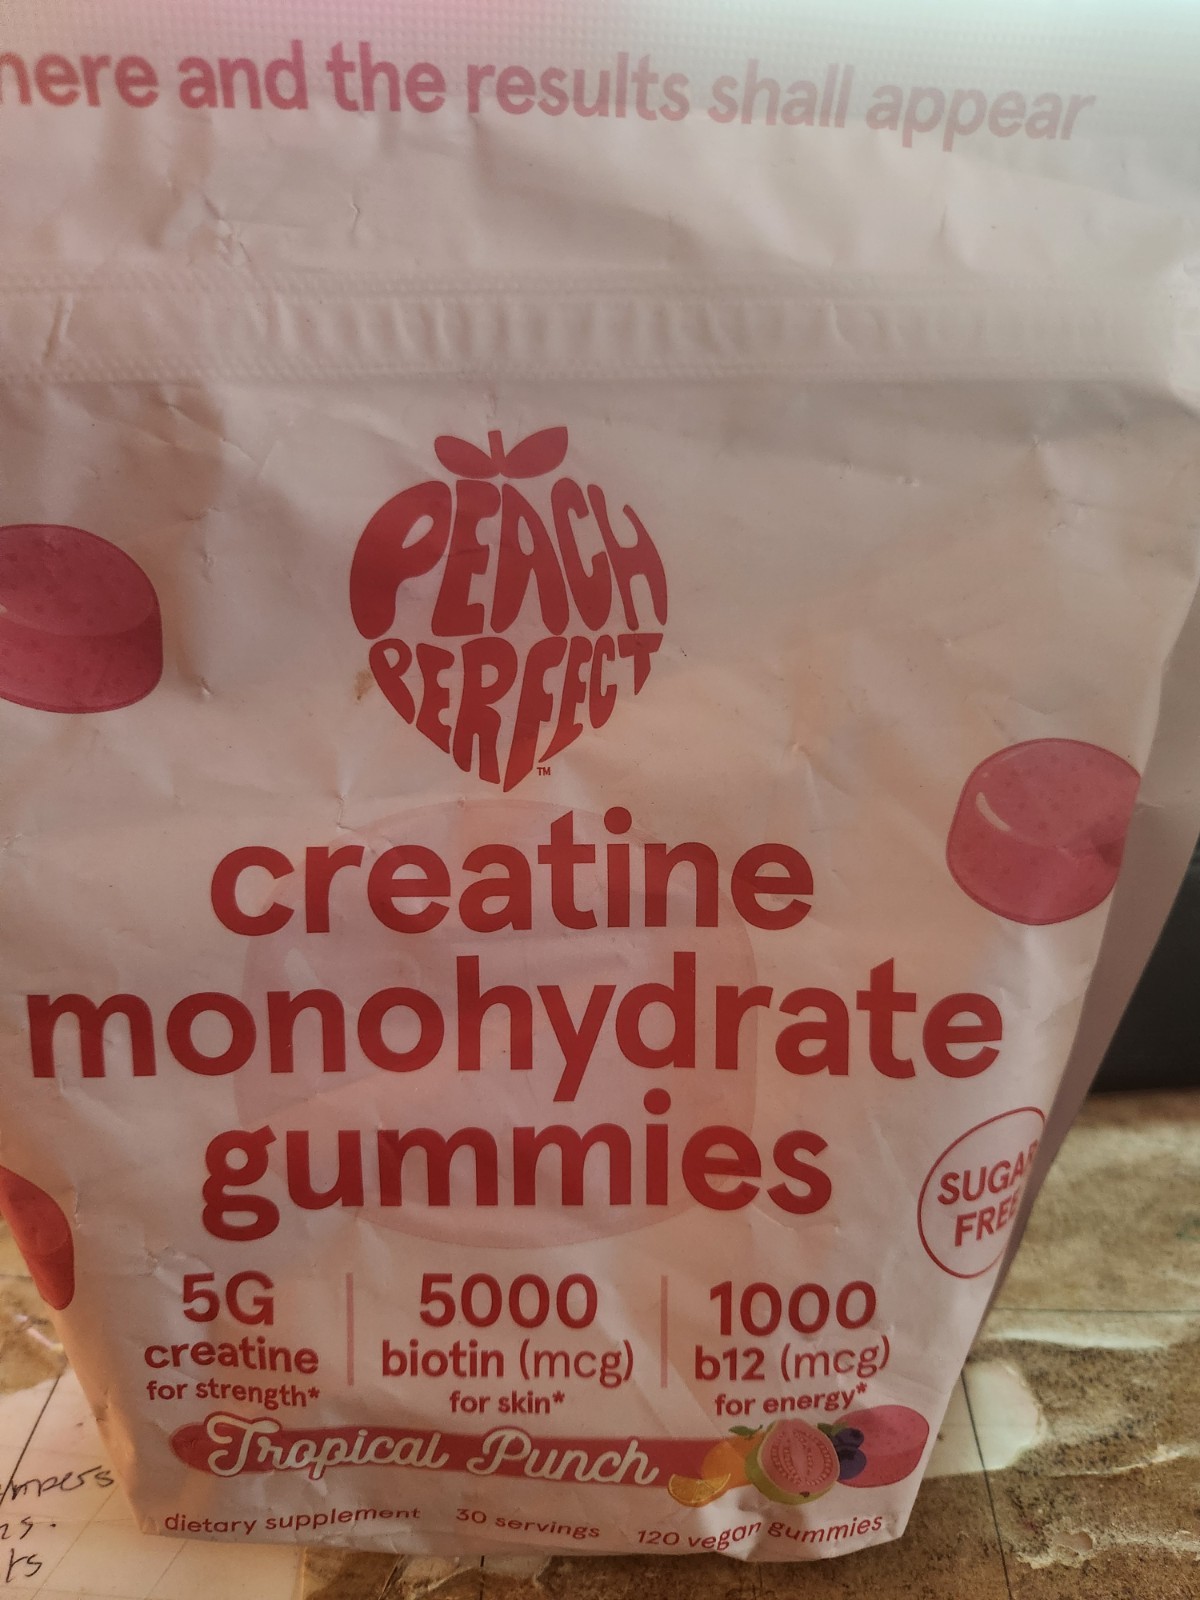 here and the results shall appear
PEACH
PERFECT
TM
creatine
monohydrate
gummies
SUGAR
FREE
5G
creatine
for strength*
5000
biotin (mcg)
for skin*
1000
b12 (mcg)
for energy*
Tropical Punch
dietary supplement 30 servings 120 vegan gummies